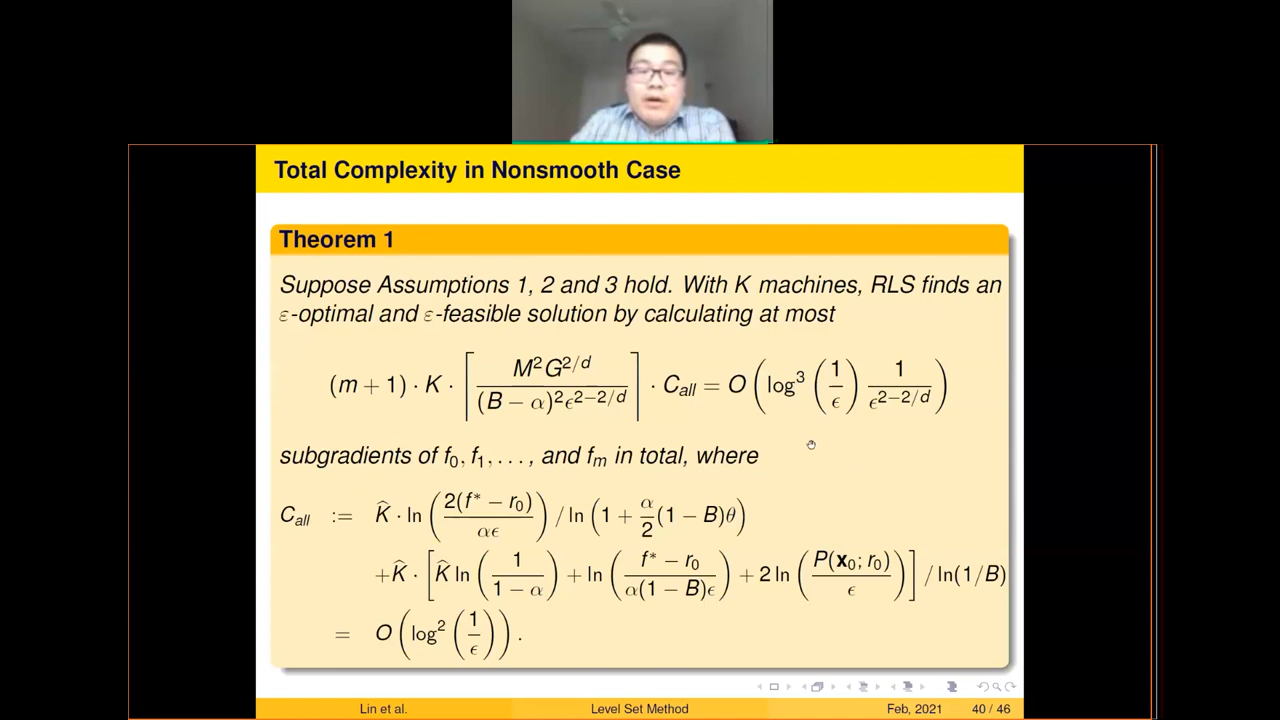 Total Complexity in Nonsmooth Case
Theorem 1
Suppose Assumptions 1, 2 and 3 hold. With K machines, RLS finds an
ε-optimal and ε-feasible solution by calculating at most
(m + 1) · K · ⌈ M²G^{2/d} / (B − α)²ϵ^{2−2/d} ⌉ · C_{all} = O ( log³ ( 1/ϵ ) 1/ϵ^{2−2/d} )
subgradients of f₀, f₁, . . . , and f_m in total, where
C_{all} := K̂ · ln ( 2(f* − r₀) / αϵ ) / ln ( 1 + α/2 (1 − B)θ )
+K̂ · [ K̂ ln ( 1/(1 − α) ) + ln ( (f* − r₀) / α(1 − B)ϵ ) + 2 ln ( P(x₀; r₀) / ϵ ) ] / ln(1/B)
= O ( log² ( 1/ϵ ) ) .
Lin et al. Level Set Method Feb, 2021 40 / 46